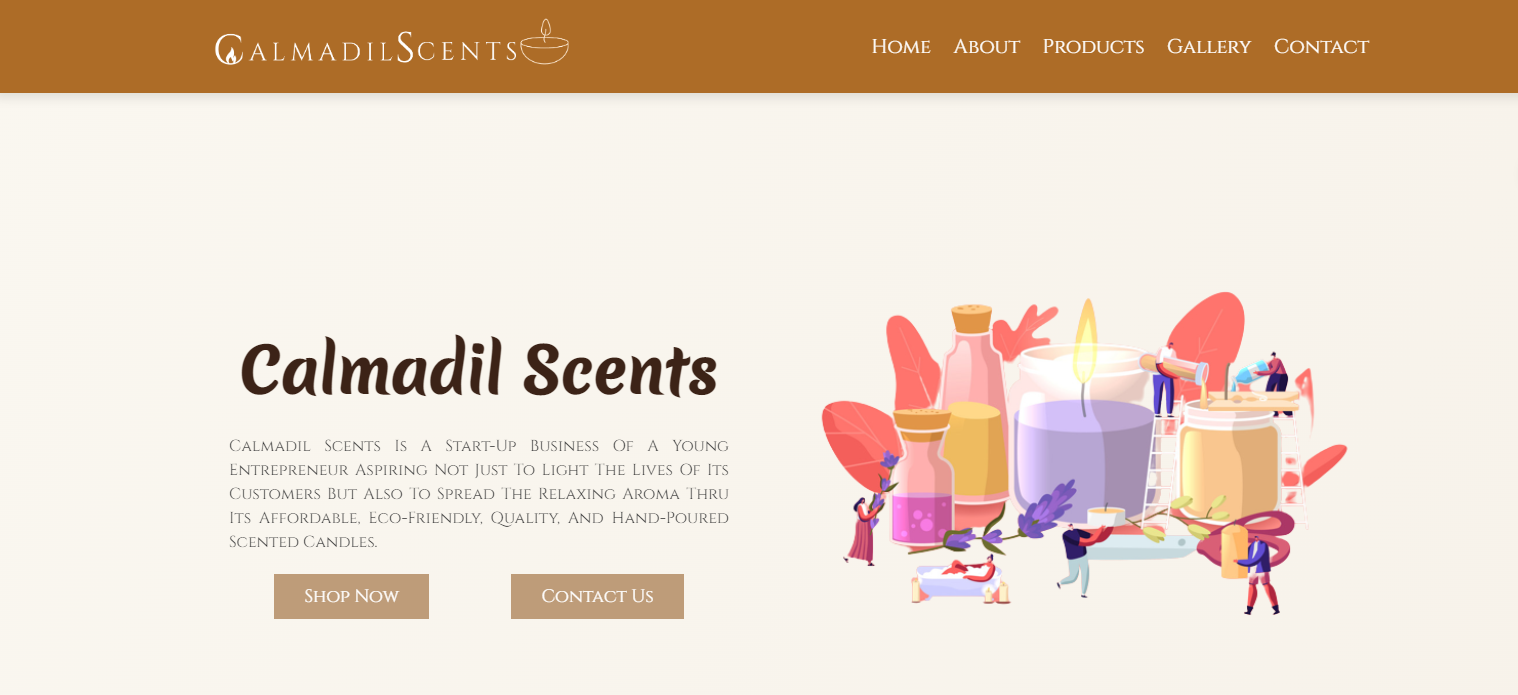 CalmadilScents
Home About Products Gallery Contact
Calmadil Scents
Calmadil Scents Is A Start-Up Business Of A Young
Entrepreneur Aspiring Not Just To Light The Lives Of Its
Customers But Also To Spread The Relaxing Aroma Thru
Its Affordable, Eco-Friendly, Quality, And Hand-Poured
Scented Candles.
Shop Now
Contact Us